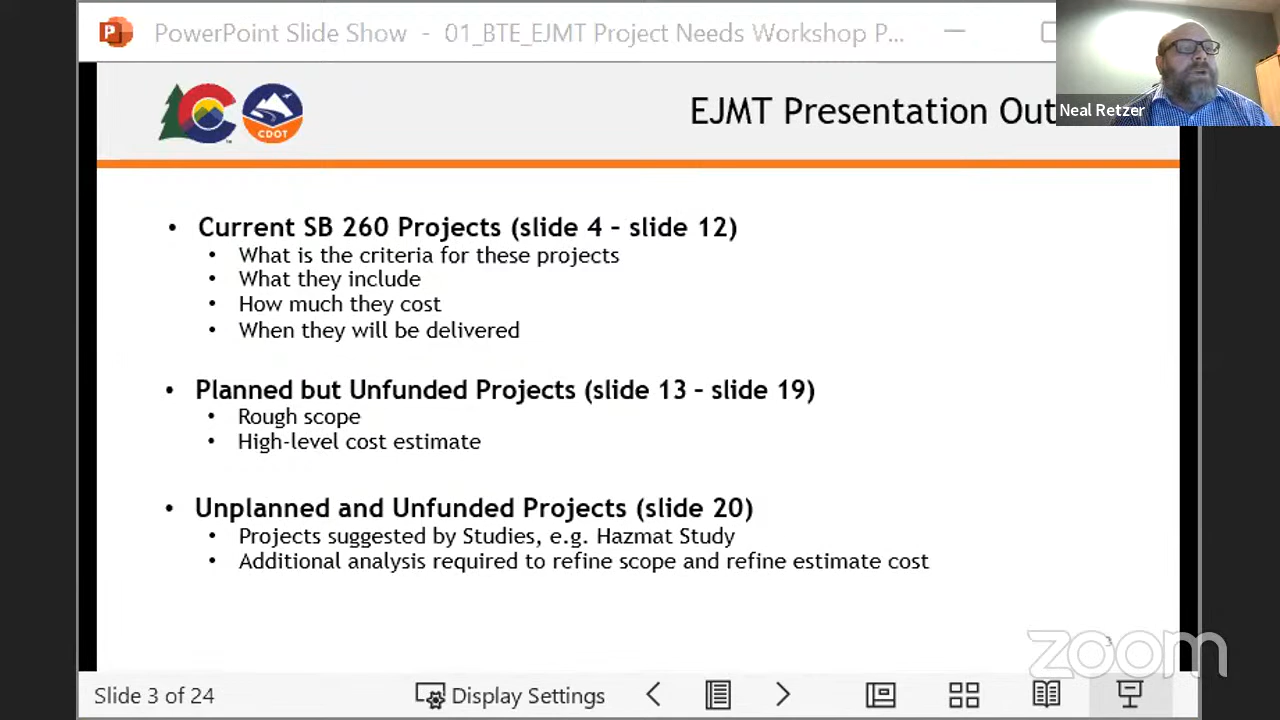 PowerPoint Slide Show - 01_BTE_EJMT Project Needs Workshop P...
Neal Retzer
CDOT
EJMT Presentation Out
• Current SB 260 Projects (slide 4 – slide 12)
• What is the criteria for these projects
• What they include
• How much they cost
• When they will be delivered
• Planned but Unfunded Projects (slide 13 – slide 19)
• Rough scope
• High-level cost estimate
• Unplanned and Unfunded Projects (slide 20)
• Projects suggested by Studies, e.g. Hazmat Study
• Additional analysis required to refine scope and refine estimate cost
3
zoom
Slide 3 of 24
Display Settings